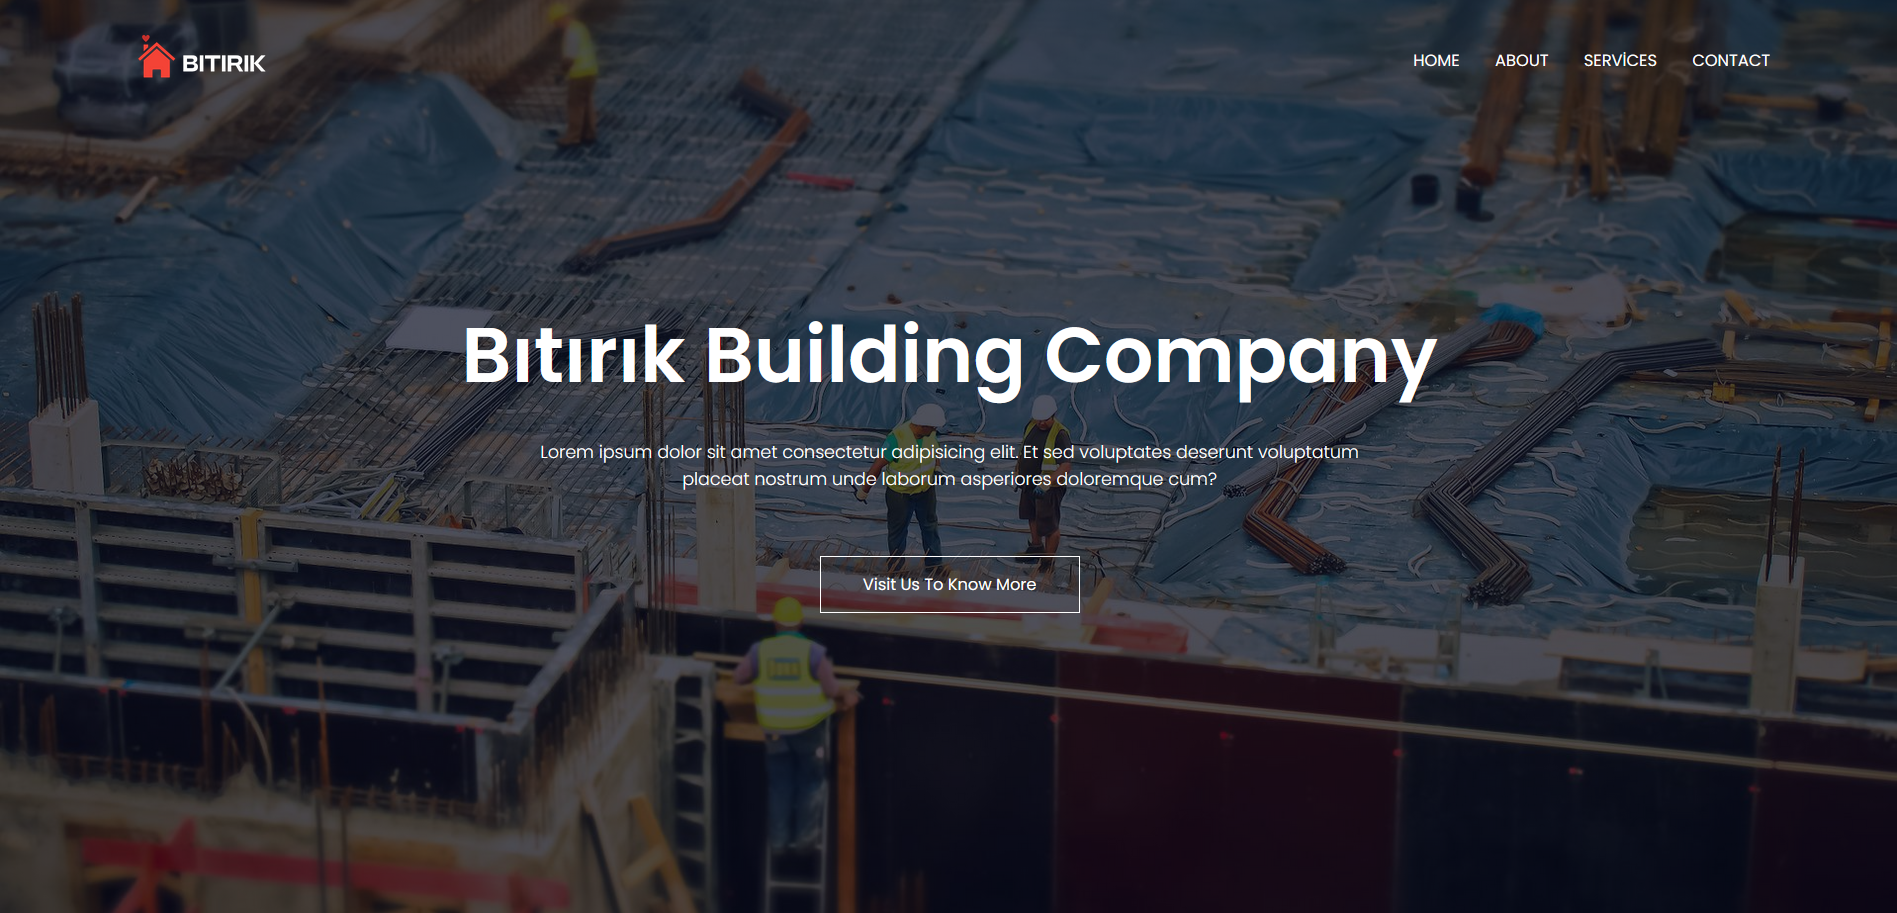 BITIRIK
HOME ABOUT SERVİCES CONTACT
Bıtırık Building Company
Lorem ipsum dolor sit amet consectetur adipisicing elit. Et sed voluptates deserunt voluptatum
placeat nostrum unde laborum asperiores doloremque cum?
Visit Us To Know More